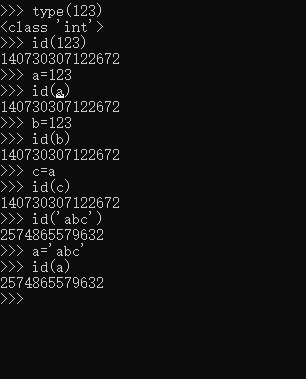 >>> type(123)
<class 'int'>
>>> id(123)
140730307122672
>>> a=123
>>> id(a)
140730307122672
>>> b=123
>>> id(b)
140730307122672
>>> c=a
>>> id(c)
140730307122672
>>> id('abc')
2574865579632
>>> a='abc'
>>> id(a)
2574865579632
>>>